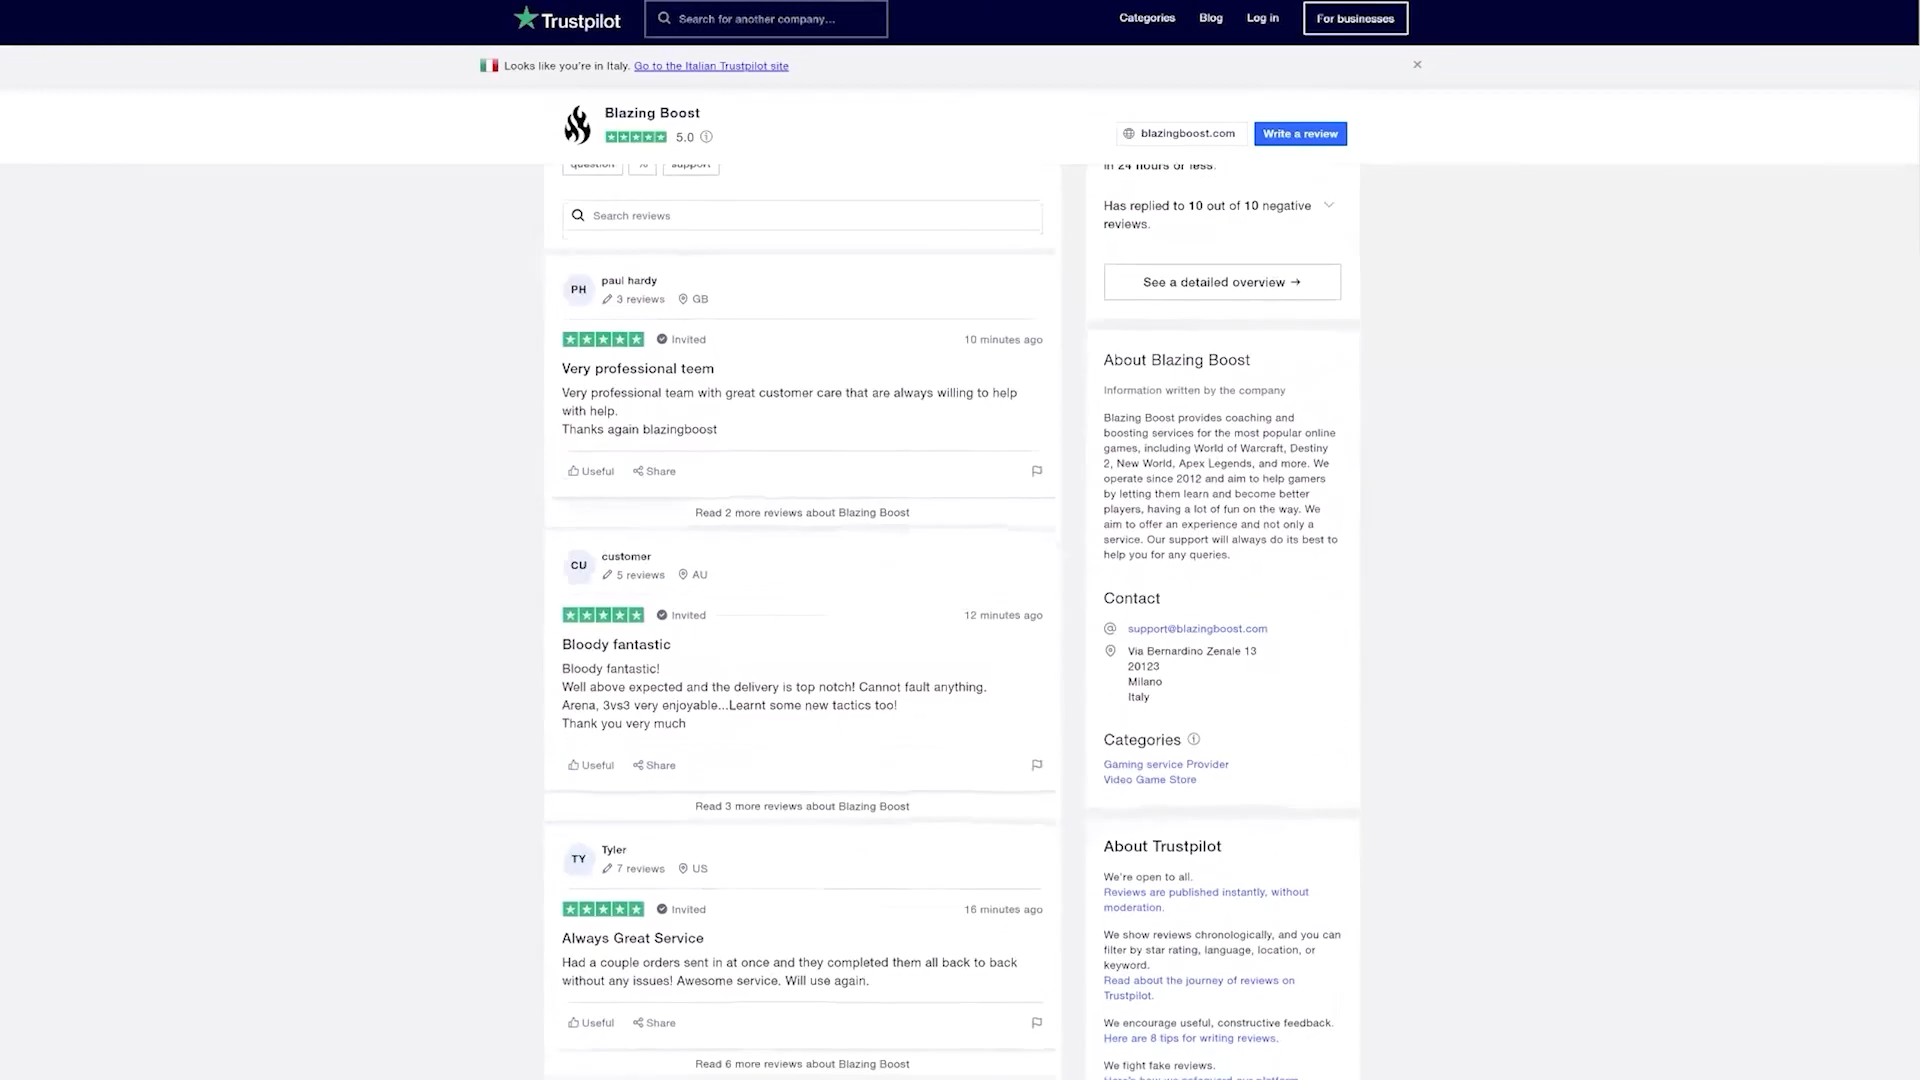 Trustpilot
Search for another company...
Categories
Blog
Log in
For businesses
Looks like you're in Italy. Go to the Italian Trustpilot site
Blazing Boost
5.0
blazingboost.com
Write a review
question
%
support
Search reviews
PH
paul hardy
3 reviews
GB
Invited
10 minutes ago
Very professional teem
Very professional team with great customer care that are always willing to help
with help.
Thanks again blazingboost
Useful
Share
Read 2 more reviews about Blazing Boost
CU
customer
5 reviews
AU
Invited
12 minutes ago
Bloody fantastic
Bloody fantastic!
Well above expected and the delivery is top notch! Cannot fault anything.
Arena, 3vs3 very enjoyable...Learnt some new tactics too!
Thank you very much
Useful
Share
Read 3 more reviews about Blazing Boost
TY
Tyler
7 reviews
US
Invited
16 minutes ago
Always Great Service
Had a couple orders sent in at once and they completed them all back to back
without any issues! Awesome service. Will use again.
Useful
Share
Read 6 more reviews about Blazing Boost
in 24 hours or less.
Has replied to 10 out of 10 negative
reviews.
See a detailed overview →
About Blazing Boost
Information written by the company
Blazing Boost provides coaching and
boosting services for the most popular online
games, including World of Warcraft, Destiny
2, New World, Apex Legends, and more. We
operate since 2012 and aim to help gamers
by letting them learn and become better
players, having a lot of fun on the way. We
aim to offer an experience and not only a
service. Our support will always do its best to
help you for any queries.
Contact
support@blazingboost.com
Via Bernardino Zenale 13
20123
Milano
Italy
Categories
Gaming service Provider
Video Game Store
About Trustpilot
We're open to all.
Reviews are published instantly, without
moderation.
We show reviews chronologically, and you can
filter by star rating, language, location, or
keyword.
Read about the journey of reviews on
Trustpilot.
We encourage useful, constructive feedback.
Here are 8 tips for writing reviews.
We fight fake reviews.
Here's how we safeguard our platform